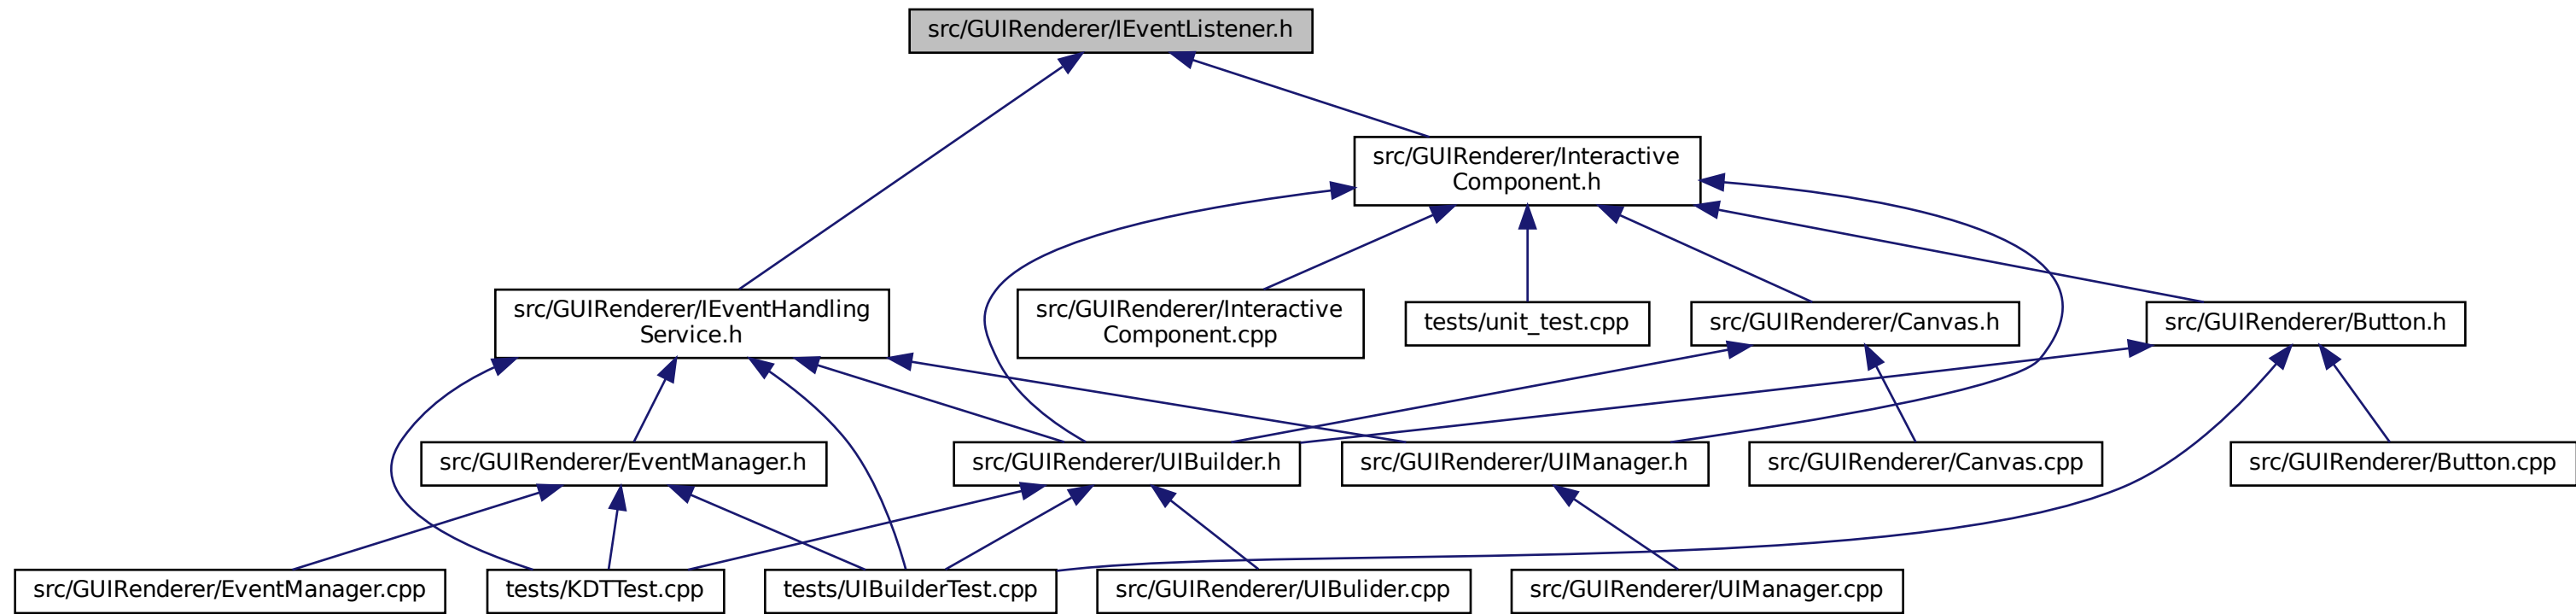 src/GUIRenderer/IEventListener.h
src/GUIRenderer/Interactive
Component.h
src/GUIRenderer/IEventHandling
Service.h
src/GUIRenderer/Interactive
Component.cpp
tests/unit_test.cpp
src/GUIRenderer/Canvas.h
src/GUIRenderer/Button.h
src/GUIRenderer/EventManager.h
src/GUIRenderer/UIBuilder.h
src/GUIRenderer/UIManager.h
src/GUIRenderer/Canvas.cpp
src/GUIRenderer/Button.cpp
src/GUIRenderer/EventManager.cpp
tests/KDTTest.cpp
tests/UIBuilderTest.cpp
src/GUIRenderer/UIBulider.cpp
src/GUIRenderer/UIManager.cpp